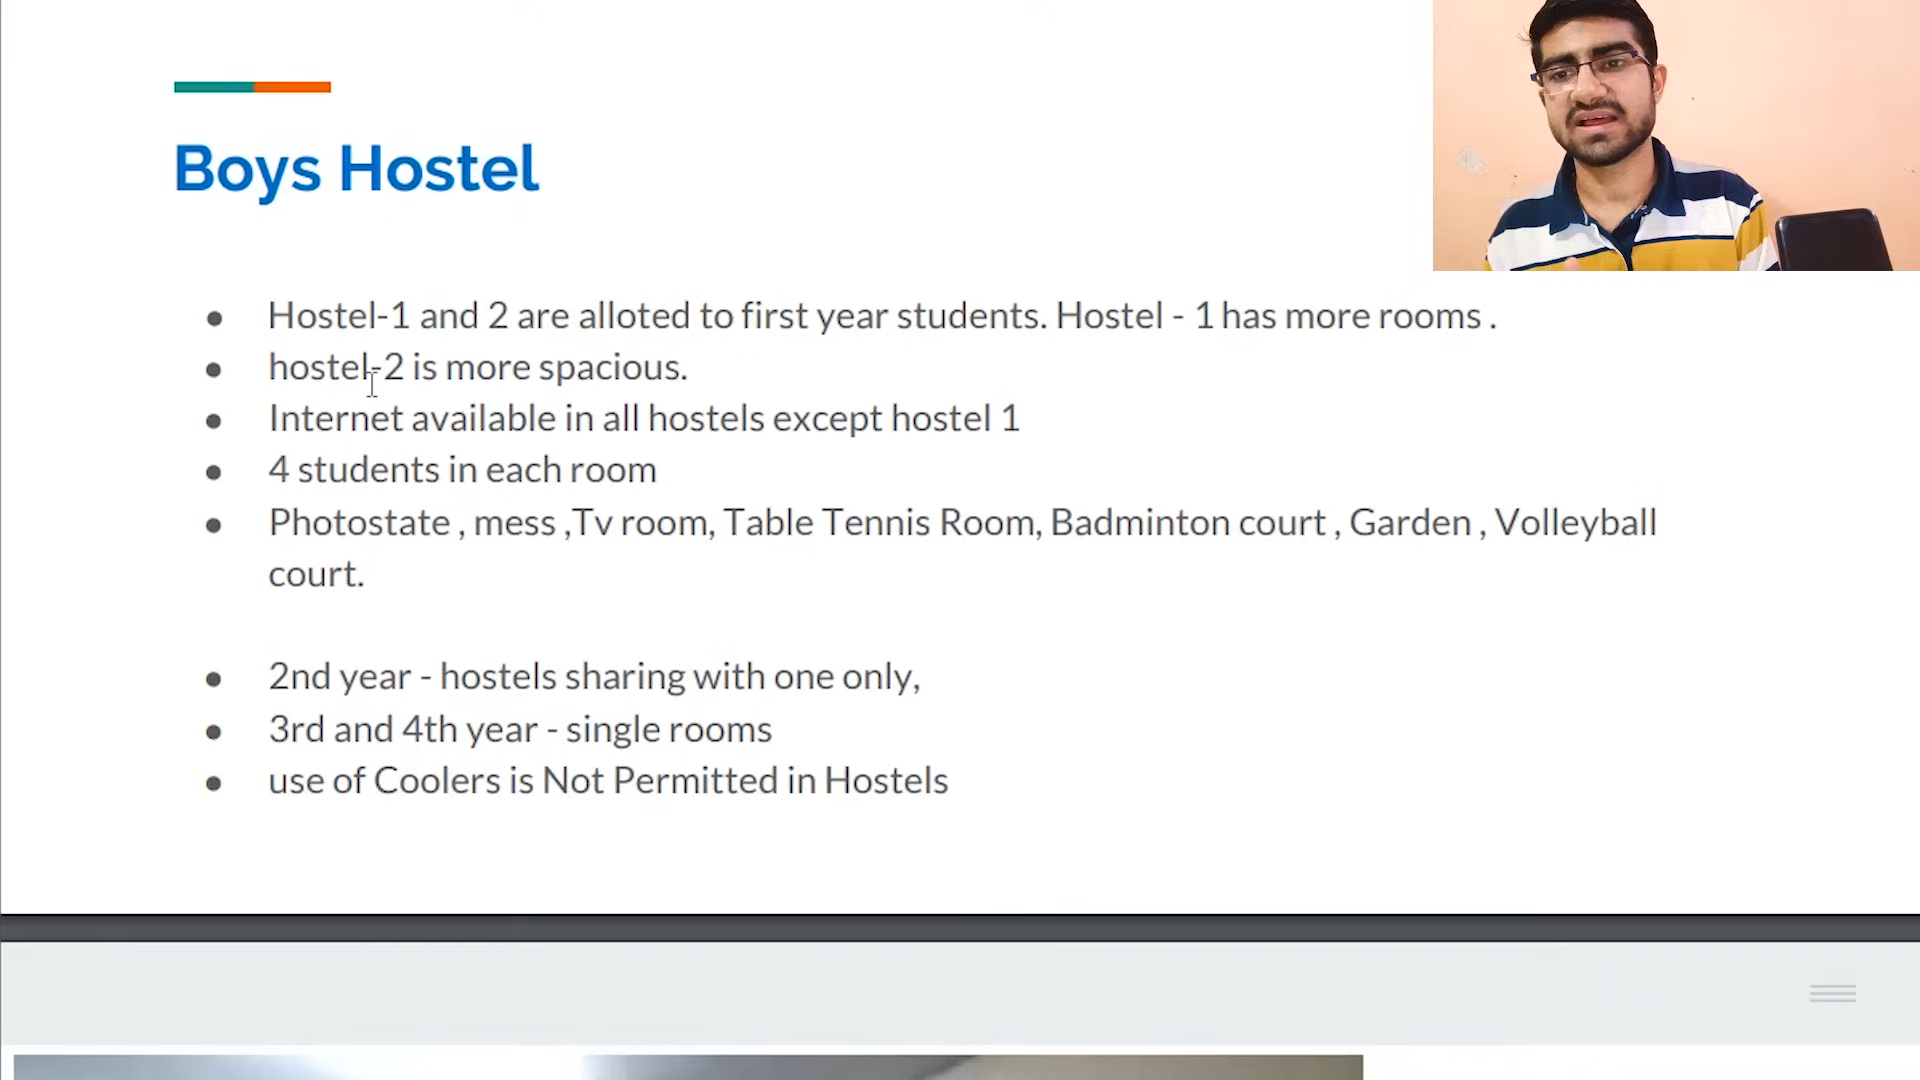 Boys Hostel
Hostel-1 and 2 are alloted to first year students. Hostel - 1 has more rooms .
hostel-2 is more spacious.
Internet available in all hostels except hostel 1
4 students in each room
Photostate , mess ,Tv room, Table Tennis Room, Badminton court , Garden , Volleyball
court.
2nd year - hostels sharing with one only,
3rd and 4th year - single rooms
use of Coolers is Not Permitted in Hostels